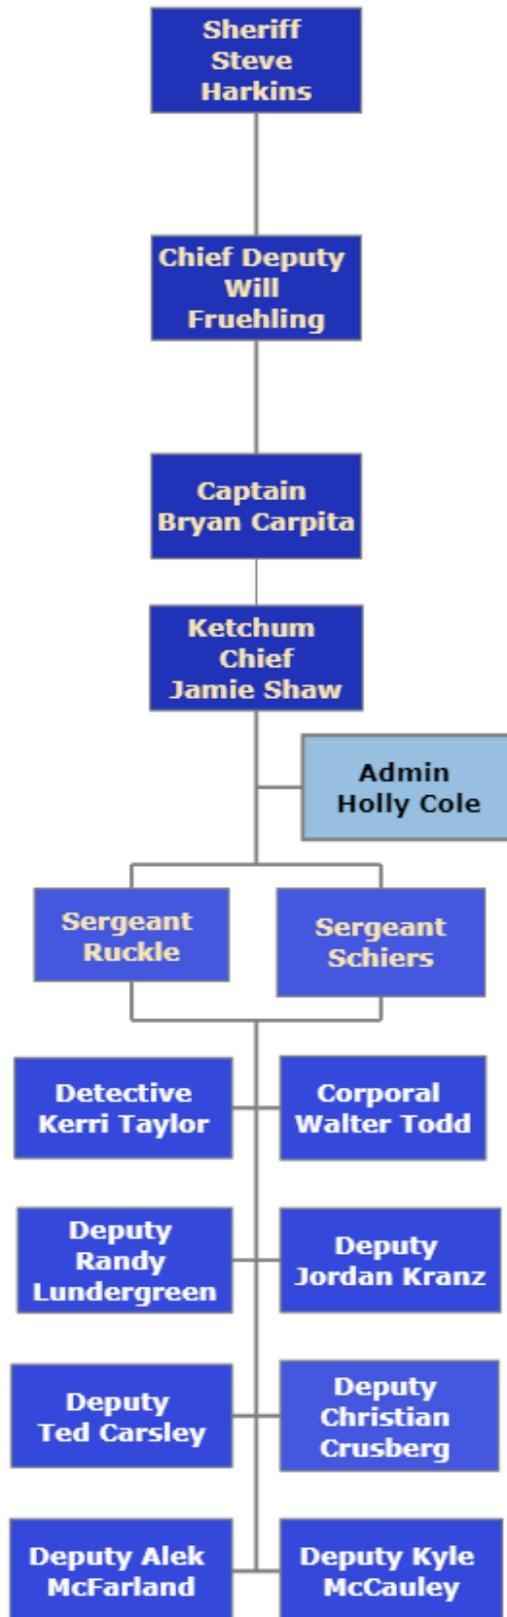 Sheriff
Steve
Harkins
Chief Deputy
Will
Fruehling
Captain
Bryan Carpita
Ketchum
Chief
Jamie Shaw
Admin
Holly Cole
Sergeant
Ruckle
Sergeant
Schiers
Detective
Kerri Taylor
Corporal
Walter Todd
Deputy
Randy
Lundergreen
Deputy
Jordan Kranz
Deputy
Ted Carsley
Deputy
Christian
Crusberg
Deputy Alek
McFarland
Deputy Kyle
McCauley